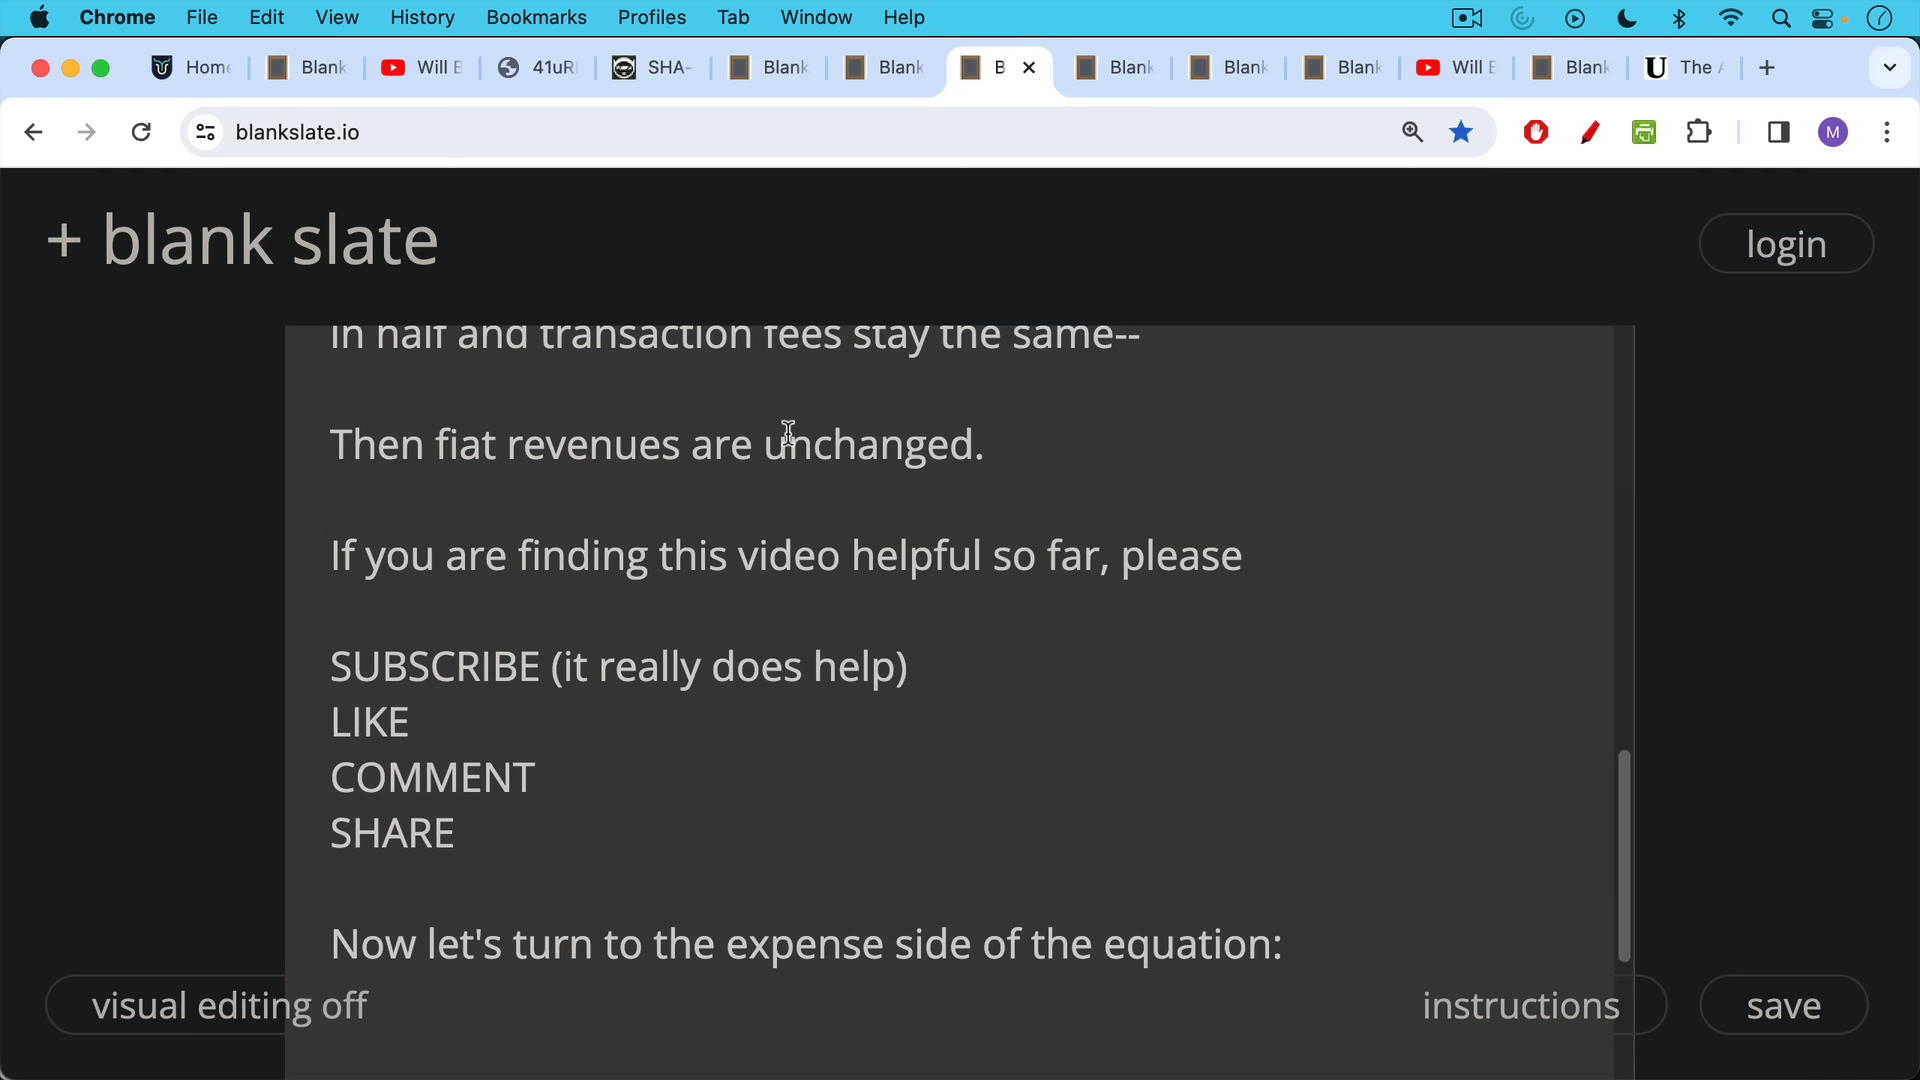 Chrome File Edit View History Bookmarks Profiles Tab Window Help
Home Blank Will E 41uRI SHA- Blank Blank B Blank Blank Blank Will E Blank The A
blankslate.io
M
+ blank slate
login
in half and transaction fees stay the same--
Then fiat revenues are unchanged.
If you are finding this video helpful so far, please
SUBSCRIBE (it really does help)
LIKE
COMMENT
SHARE
Now let's turn to the expense side of the equation:
visual editing off
instructions
save